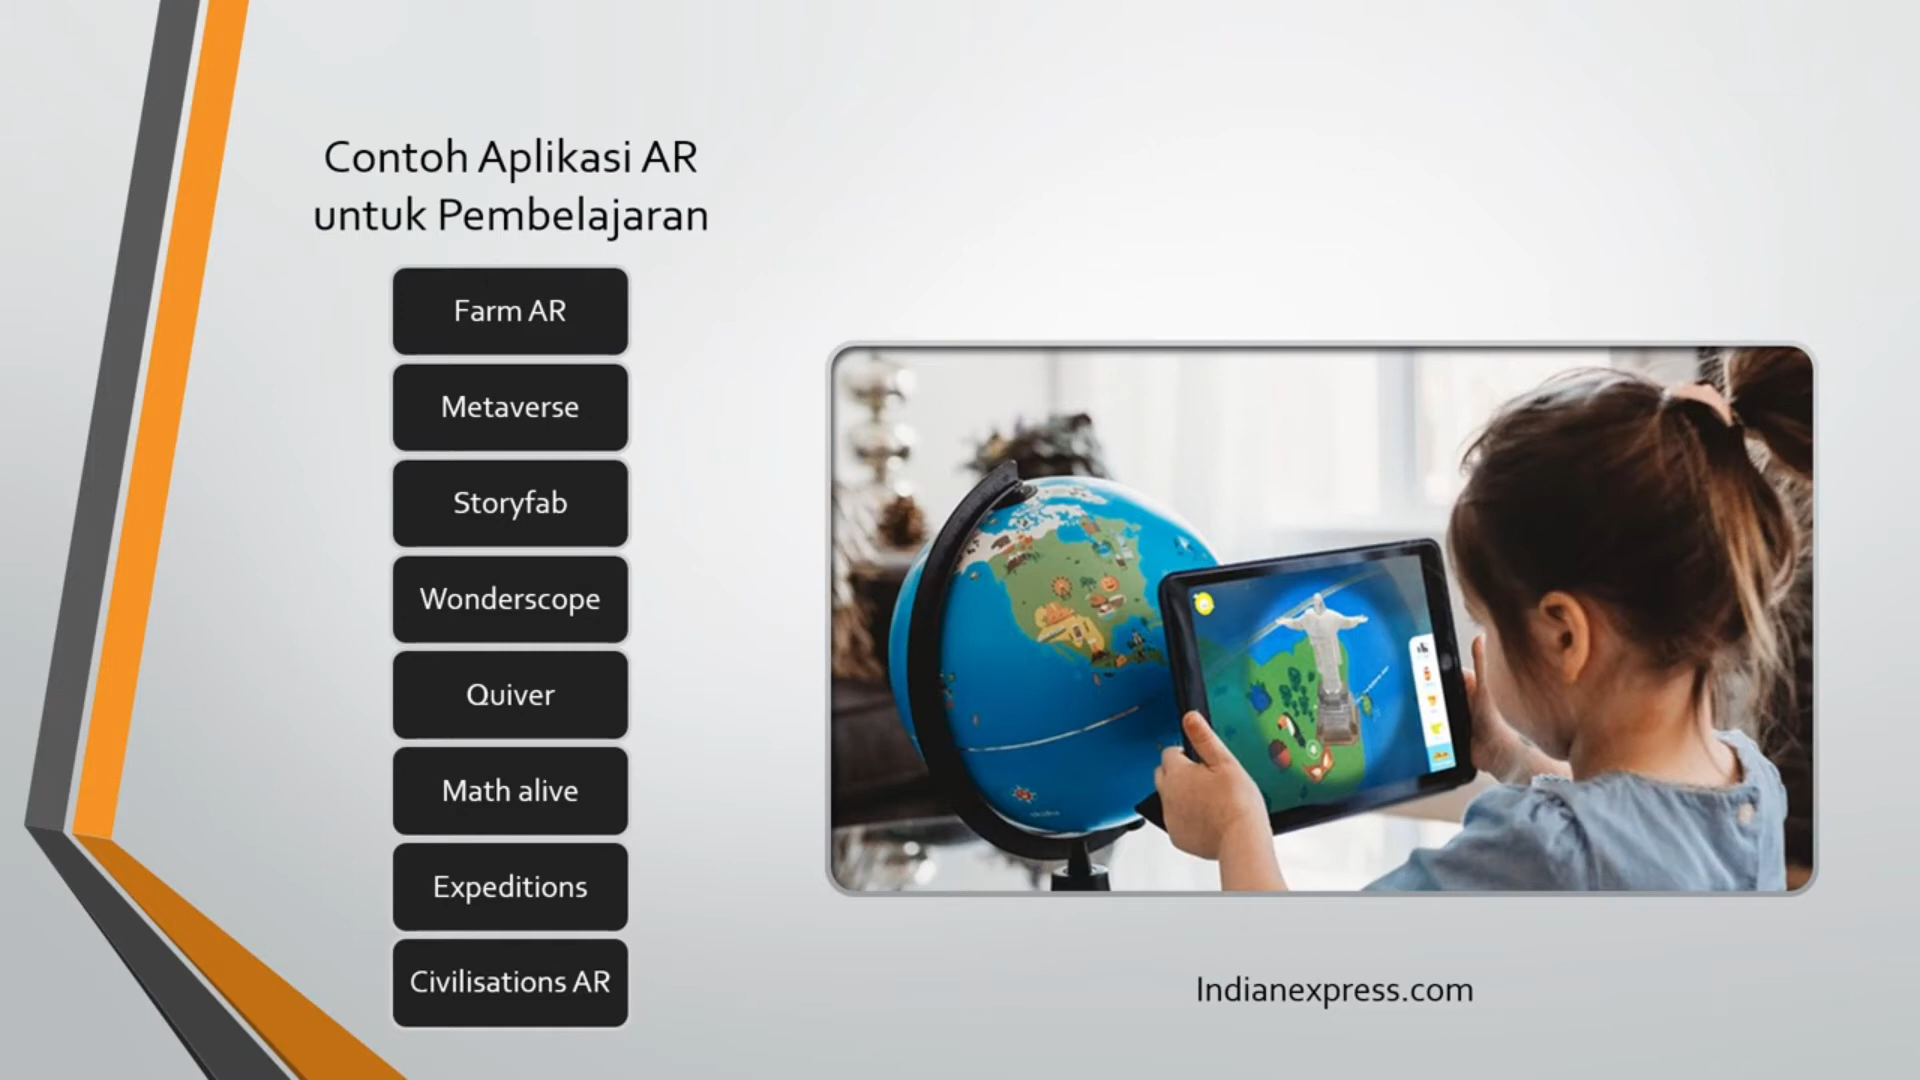 Contoh Aplikasi AR
untuk Pembelajaran
Farm AR
Metaverse
Storyfab
Wonderscope
Quiver
Math alive
Expeditions
Civilisations AR
Indianexpress.com